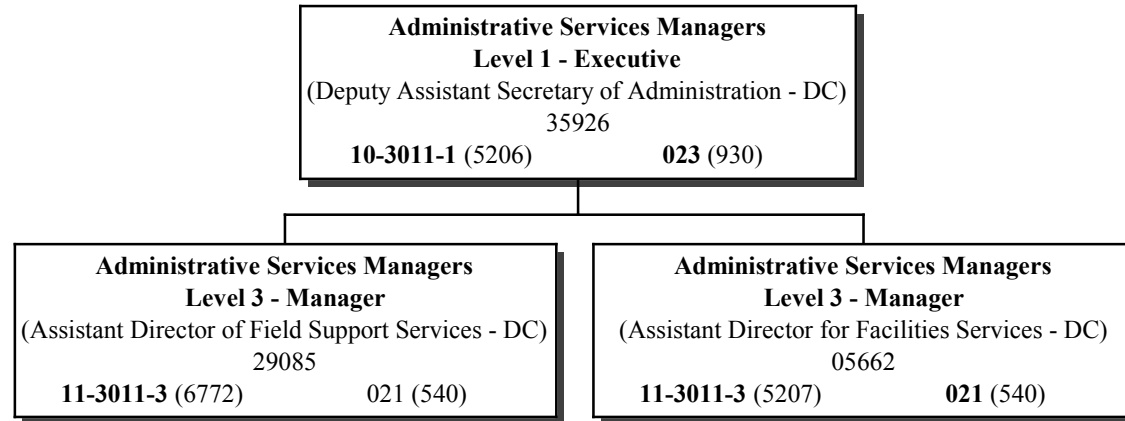 Administrative Services Managers
Level 1 - Executive
(Deputy Assistant Secretary of Administration - DC)
35926
10-3011-1 (5206) 023 (930)
Administrative Services Managers
Level 3 - Manager
(Assistant Director of Field Support Services - DC)
29085
11-3011-3 (6772) 021 (540)
Administrative Services Managers
Level 3 - Manager
(Assistant Director for Facilities Services - DC)
05662
11-3011-3 (5207) 021 (540)